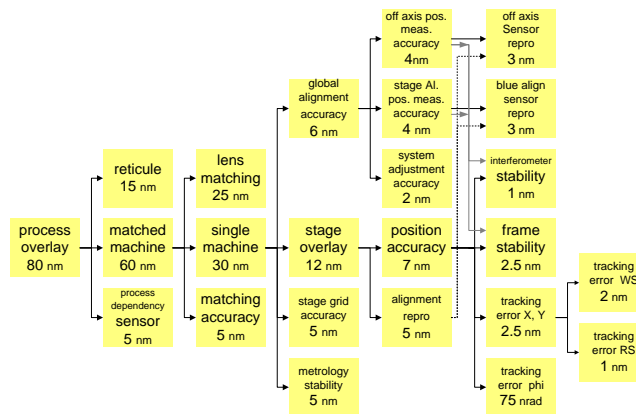 off axis pos.
meas.
accuracy
4nm
off axis
Sensor
repro
3 nm
global
alignment
accuracy
6 nm
stage Al.
pos. meas.
accuracy
4 nm
blue align
sensor
repro
3 nm
reticule
15 nm
lens
matching
25 nm
system
adjustment
accuracy
2 nm
interferometer
stability
1 nm
process
overlay
80 nm
matched
machine
60 nm
single
machine
30 nm
stage
overlay
12 nm
position
accuracy
7 nm
frame
stability
2.5 nm
process
dependency
sensor
5 nm
matching
accuracy
5 nm
stage grid
accuracy
5 nm
alignment
repro
5 nm
tracking
error X, Y
2.5 nm
tracking
error WS
2 nm
tracking
error RS
1 nm
metrology
stability
5 nm
tracking
error phi
75 nrad